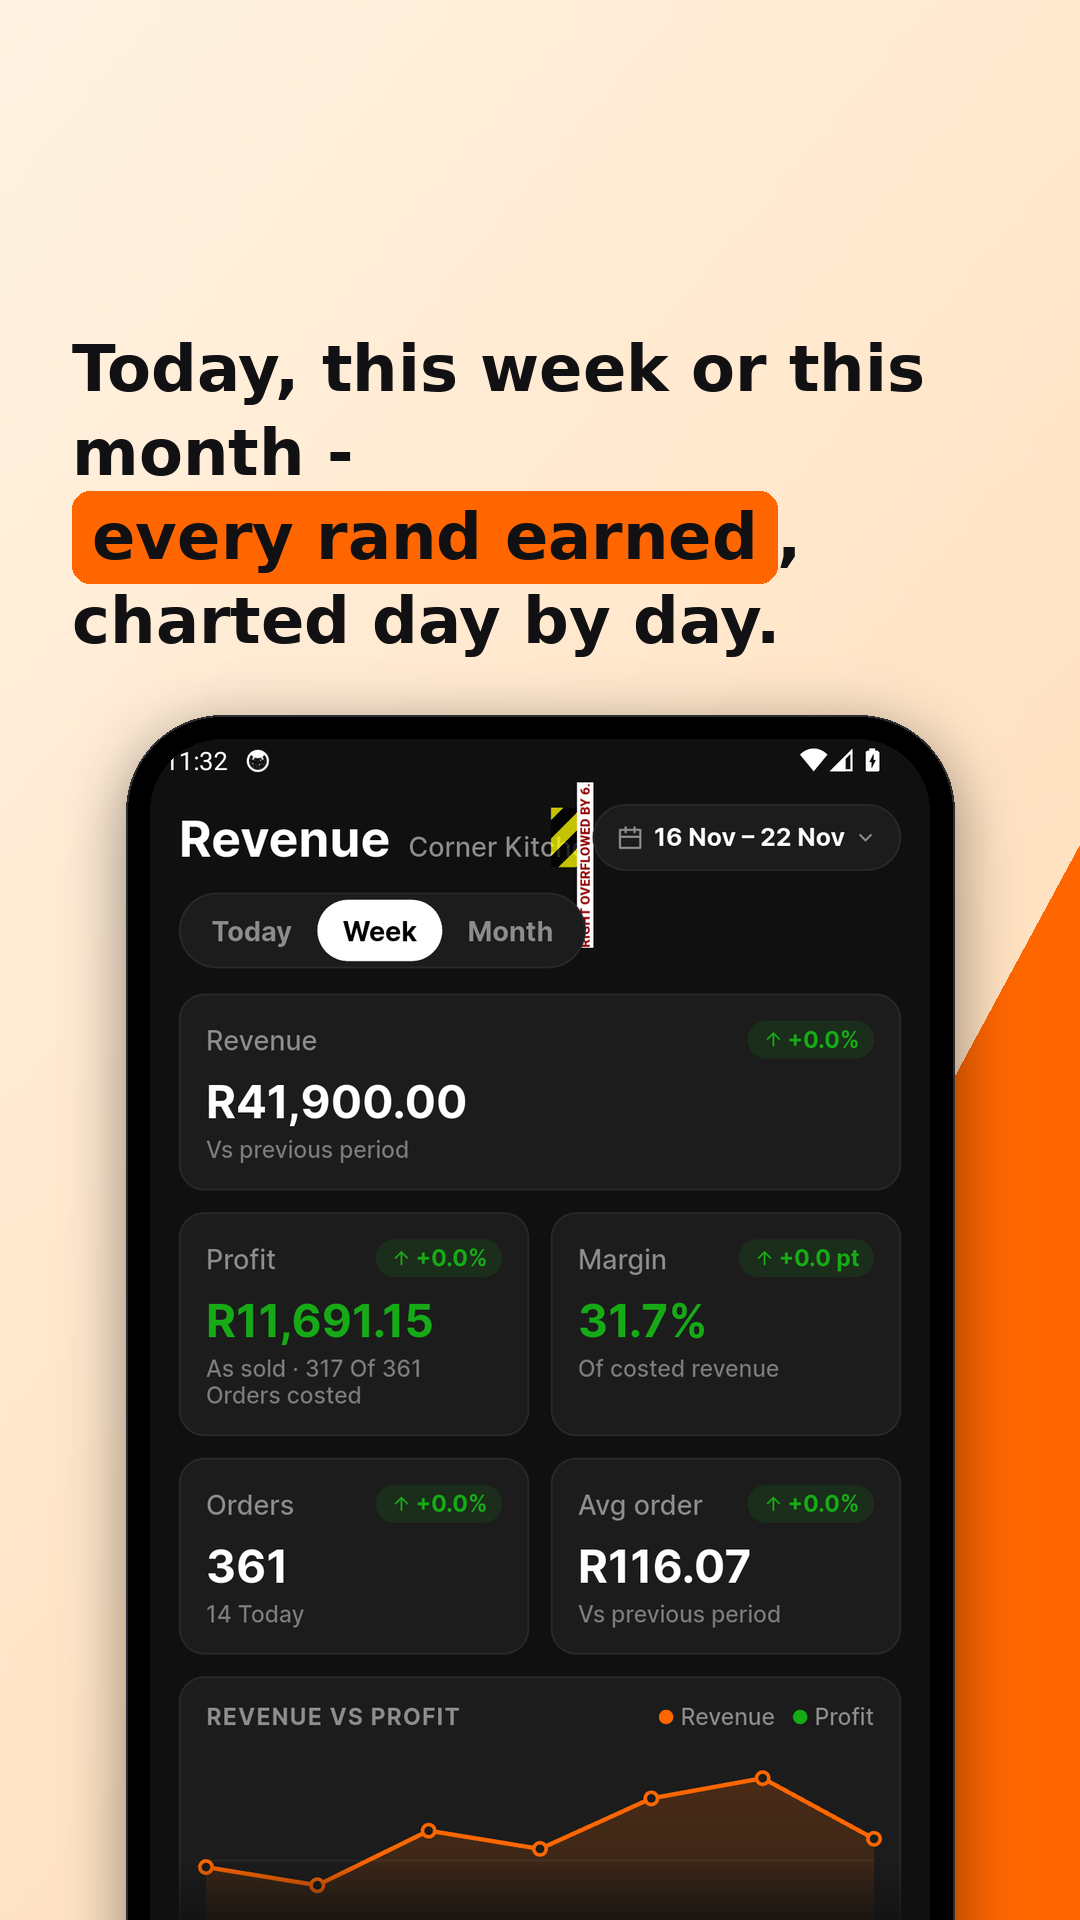 Today, this week or this
month -
every rand earned,
charted day by day.
11:32
Revenue Corner Kitch
RIGHT OVERFLOWED BY 6.
16 Nov – 22 Nov
Today Week Month
Revenue
+0.0%
R41,900.00
Vs previous period
Profit
+0.0%
R11,691.15
As sold · 317 Of 361
Orders costed
Margin
+0.0 pt
31.7%
Of costed revenue
Orders
+0.0%
361
14 Today
Avg order
+0.0%
R116.07
Vs previous period
REVENUE VS PROFIT
Revenue Profit